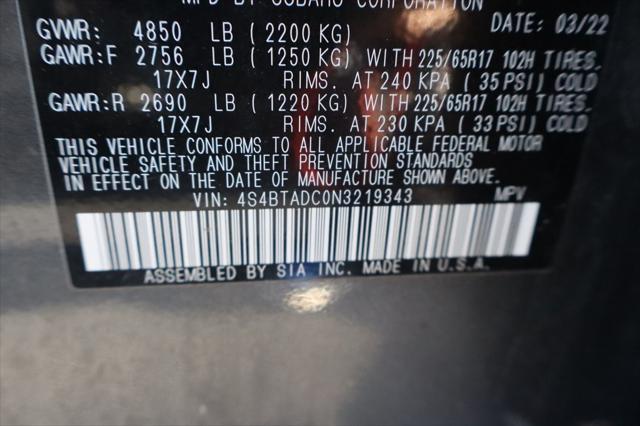 MFD BY SUBARU CORPORATION
DATE: 03/22
GVWR: 4850 LB (2200 KG)
GAWR:F 2756 LB (1250 KG) WITH 225/65R17 102H TIRES.
17X7J RIMS. AT 240 KPA (35 PSI) COLD
GAWR:R 2690 LB (1220 KG) WITH 225/65R17 102H TIRES.
17X7J RIMS. AT 230 KPA (33 PSI) COLD
THIS VEHICLE CONFORMS TO ALL APPLICABLE FEDERAL MOTOR
VEHICLE SAFETY AND THEFT PREVENTION STANDARDS
IN EFFECT ON THE DATE OF MANUFACTURE SHOWN ABOVE.
VIN: 4S4BTADC0N3219343 MPV
ASSEMBLED BY SIA INC. MADE IN U.S.A.